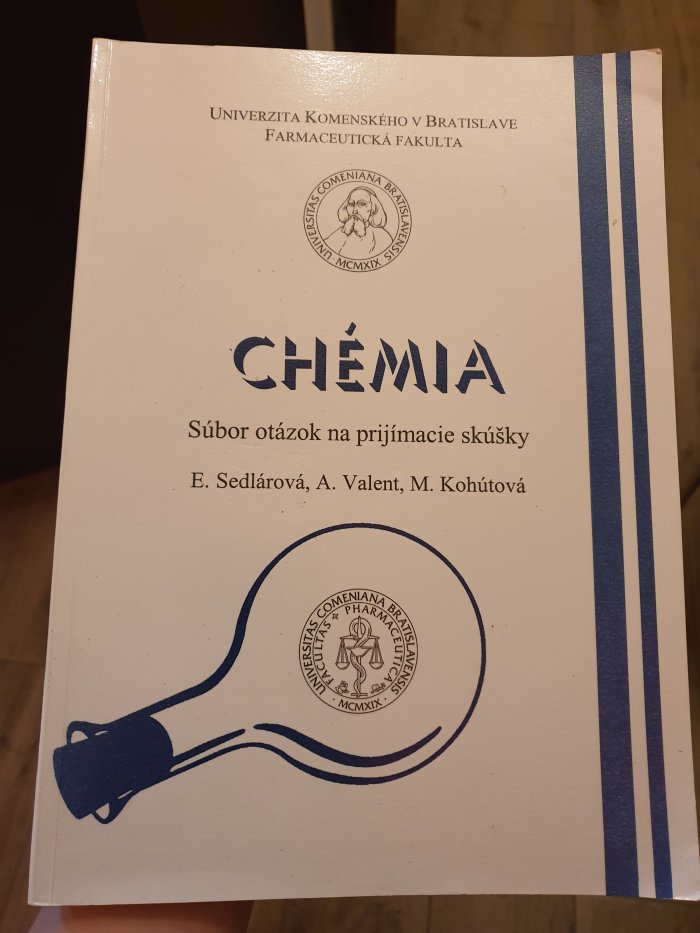 UNIVERZITA KOMENSKÉHO V BRATISLAVE
FARMACEUTICKÁ FAKULTA
UNIVERSITAS COMENIANA BRATISLAVENSIS
· MCMXIX ·
CHÉMIA
Súbor otázok na prijímacie skúšky
E. Sedlárová, A. Valent, M. Kohútová
UNIVERSITAS COMENIANA BRATISLAVENSIS
FACULTAS PHARMACEUTICA
· MCMXIX ·